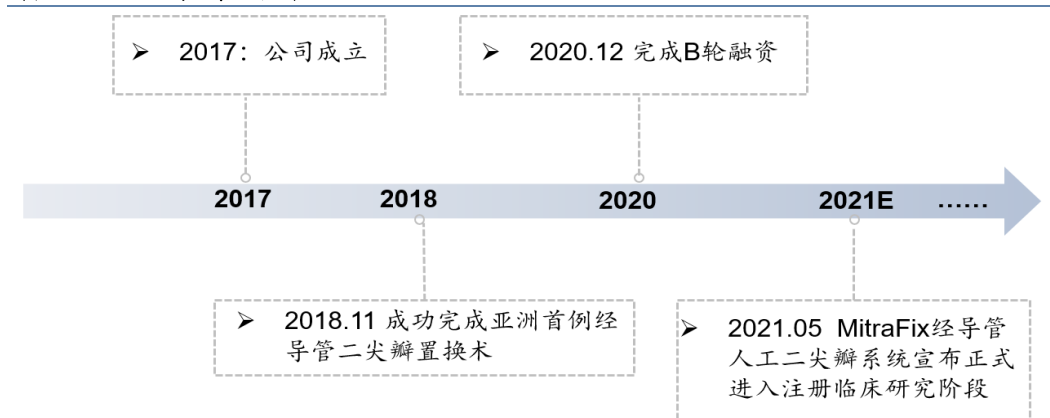 ➢ 2017：公司成立
➢ 2020.12 完成B轮融资
2017
2018
2020
2021E
……
➢ 2018.11 成功完成亚洲首例经
导管二尖瓣置换术
➢ 2021.05 MitraFix经导管
人工二尖瓣系统宣布正式
进入注册临床研究阶段